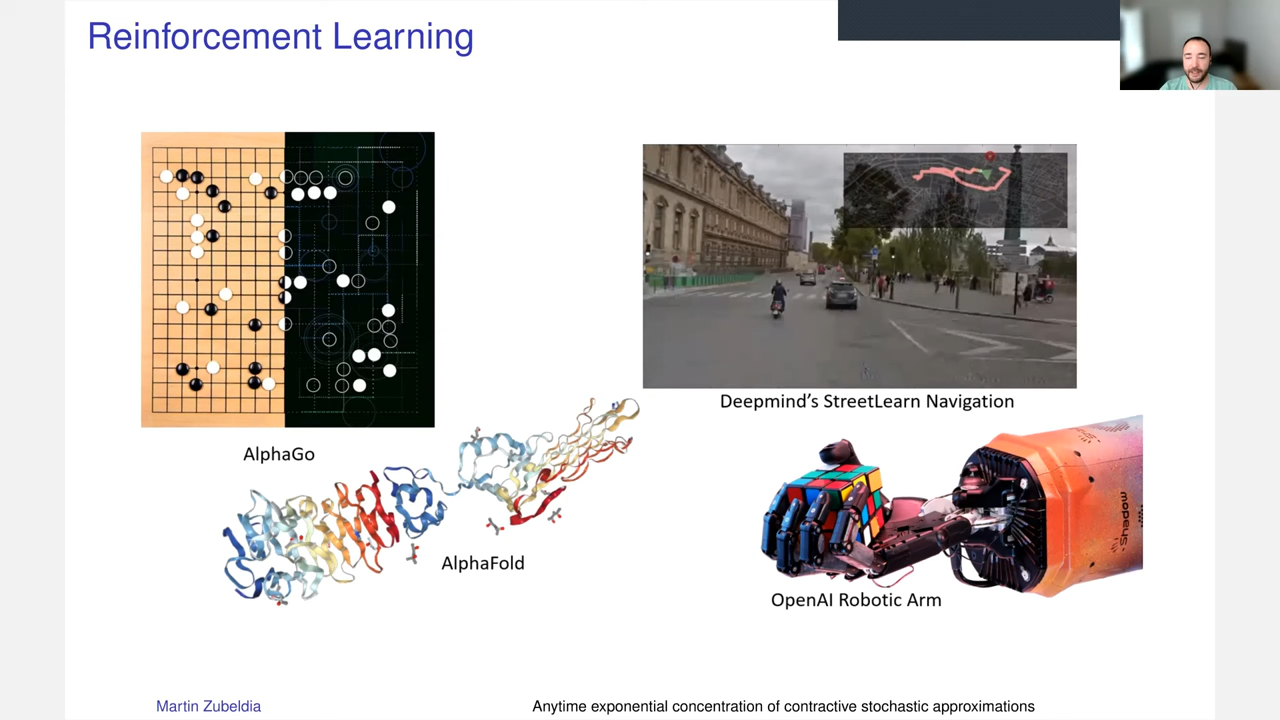 Reinforcement Learning
Deepmind's StreetLearn Navigation
AlphaGo
AlphaFold
Shadow
OpenAI Robotic Arm
Martin Zubeldia
Anytime exponential concentration of contractive stochastic approximations